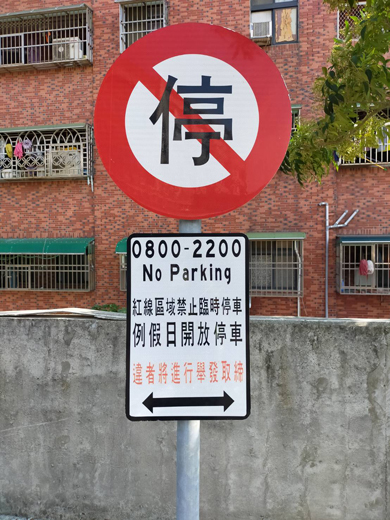 停
0800-2200
No Parking
紅線區域禁止臨時停車
例假日開放停車
違者將進行舉發取締